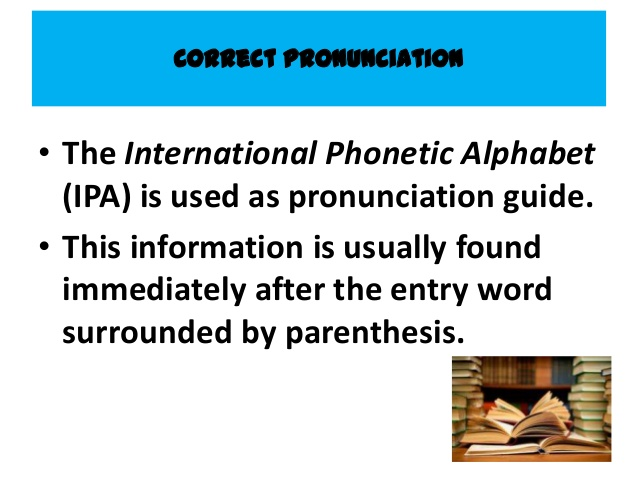 CORRECT PRONUNCIATION
• The International Phonetic Alphabet
(IPA) is used as pronunciation guide.
• This information is usually found
immediately after the entry word
surrounded by parenthesis.